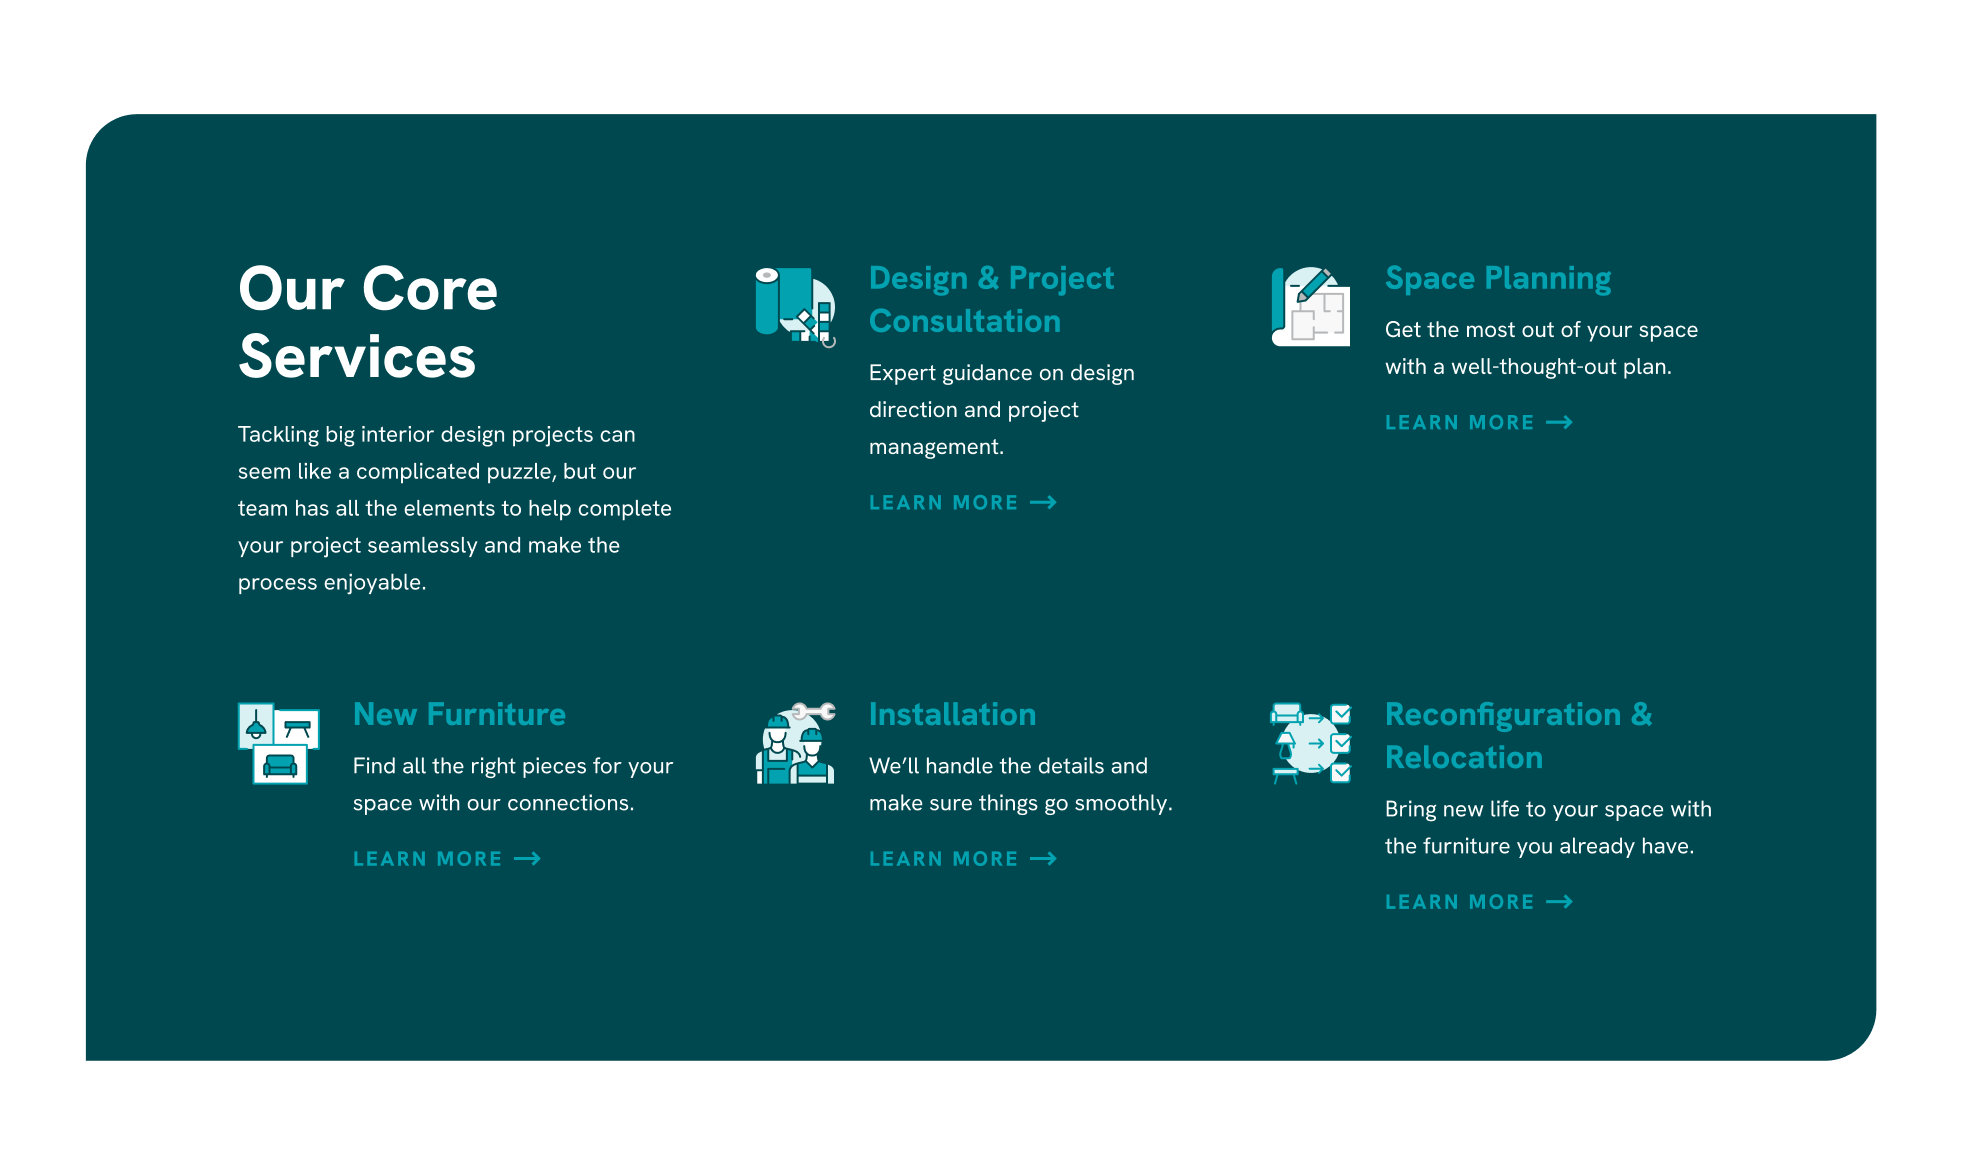 Our Core
Services
Tackling big interior design projects can
seem like a complicated puzzle, but our
team has all the elements to help complete
your project seamlessly and make the
process enjoyable.
Design & Project
Consultation
Expert guidance on design
direction and project
management.
LEARN MORE
Space Planning
Get the most out of your space
with a well-thought-out plan.
LEARN MORE
New Furniture
Find all the right pieces for your
space with our connections.
LEARN MORE
Installation
We’ll handle the details and
make sure things go smoothly.
LEARN MORE
Reconfiguration &
Relocation
Bring new life to your space with
the furniture you already have.
LEARN MORE